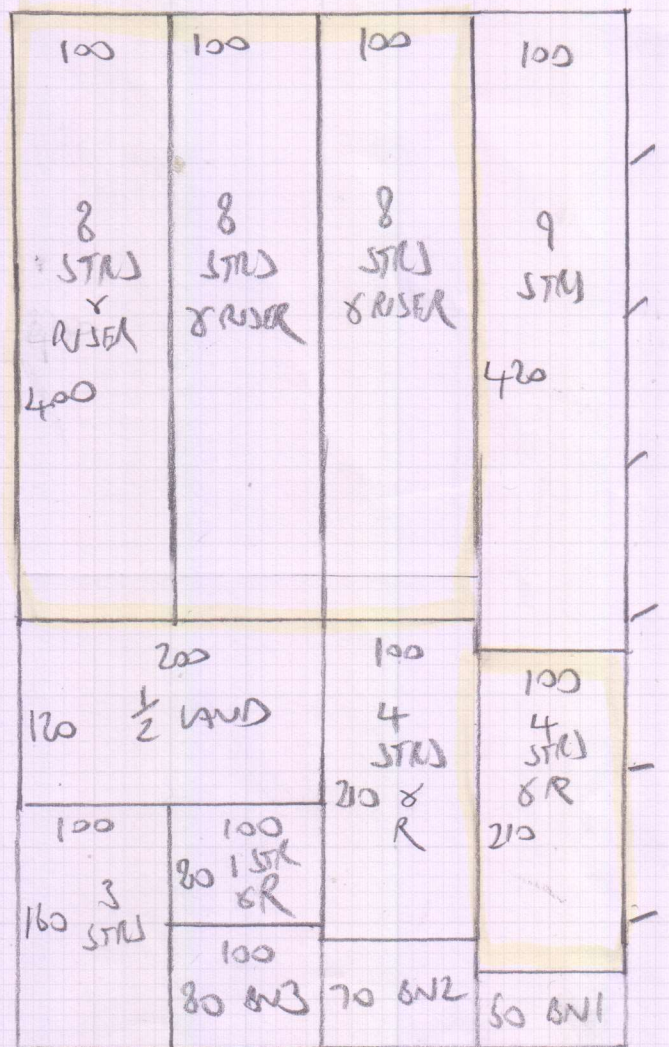 100
8
STRS
&
RISER
400
100
8
STRS
& RISER
100
8
STRS
& RISER
100
9
STRS
420
200
120 ½ LAND
100
4
STRS
210 &
R
100
4
STRS
& R
210
100
160 3
STRS
100
80 1 STR
& R
100
80 BN3
70 BN2
50 BN1